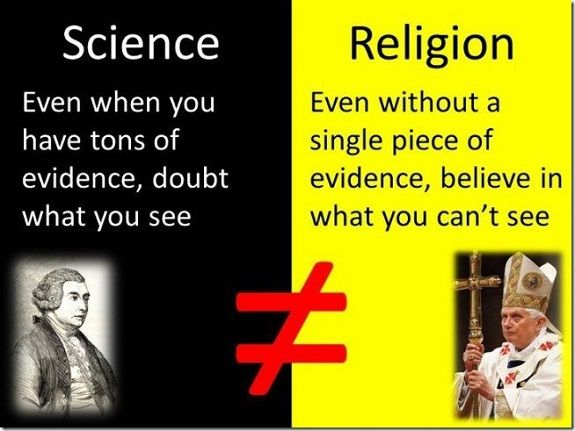 Science
Even when you
have tons of
evidence, doubt
what you see
Religion
Even without a
single piece of
evidence, believe in
what you can’t see
≠